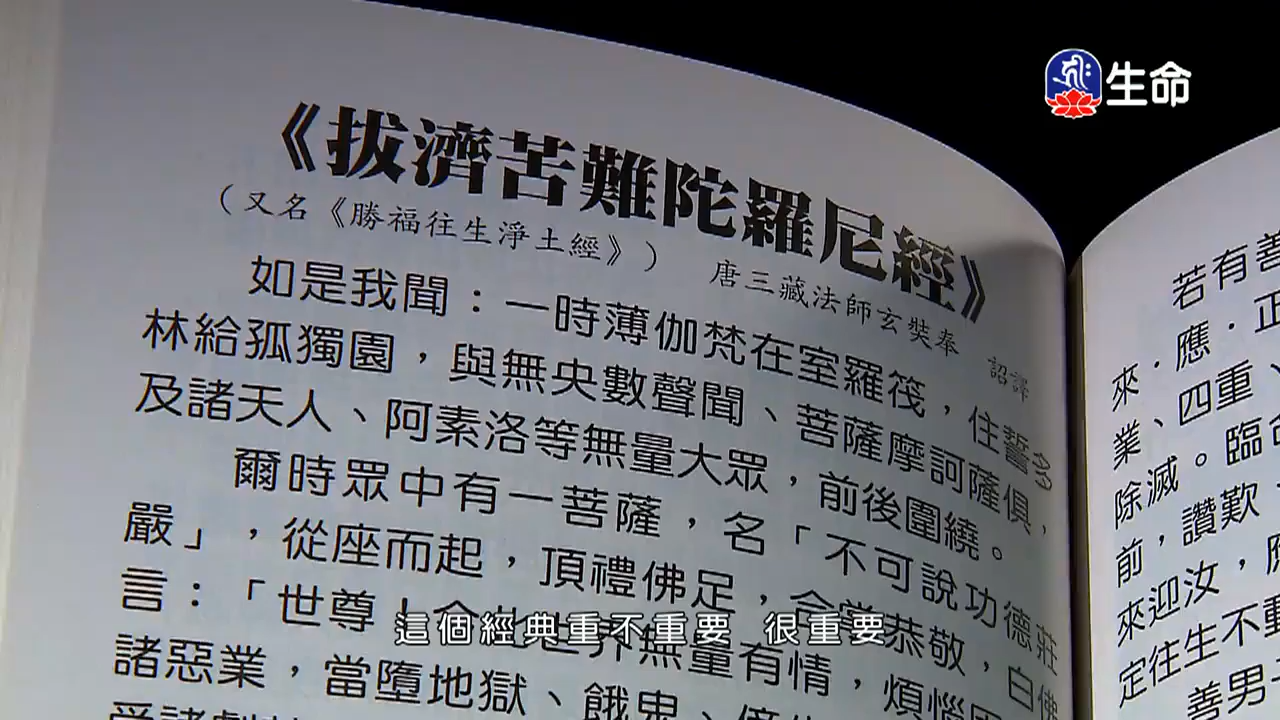 生命
《拔濟苦難陀羅尼經》
(又名《勝福往生淨土經》) 唐三藏法師玄奘奉 詔譯
如是我聞：一時薄伽梵在室羅筏，住誓多
林給孤獨園，與無央數聲聞、菩薩摩訶薩俱，
及諸天人、阿素洛等無量大眾，前後圍繞。
爾時眾中有一菩薩，名「不可說功德莊
嚴」，從座而起，頂禮佛足，合掌恭敬，白佛
言：「世尊！ 界無量有情，煩惱
諸惡業，當墮地獄、餓鬼、
若有善
來．應．正
業、四重、
除滅。臨
前，讚歎
來迎汝，
定往生不
善男
這個經典重不重要 很重要